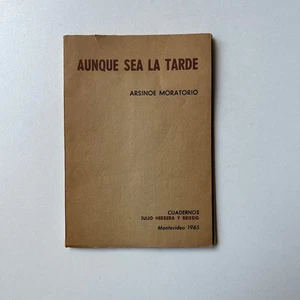 AUNQUE SEA LA TARDE
ARSINOE MORATORIO
CUADERNOS
JULIO HERRERA Y REISSIG
Montevideo 1965